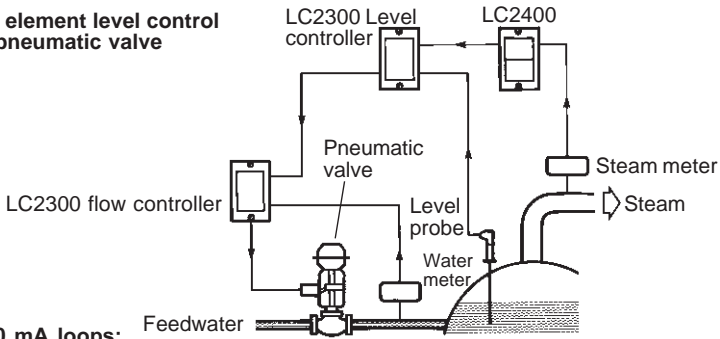 element level control
pneumatic valve
LC2300 Level
controller
LC2400
Pneumatic
valve
Steam meter
LC2300 flow controller
Level
probe
Steam
Water
meter
Feedwater
mA loops: